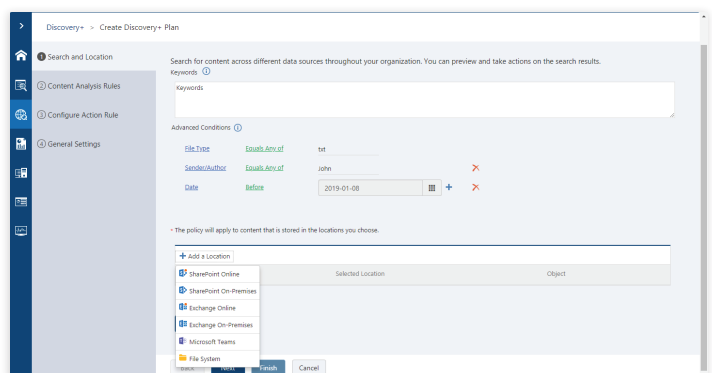 Discovery+ > Create Discovery+ Plan
1 Search and Location
2 Content Analysis Rules
3 Configure Action Rule
4 General Settings
Search for content across different data sources throughout your organization. You can preview and take actions on the search results.
Keywords
Keywords
Advanced Conditions
File Type Equals Any of txt
Sender/Author Equals Any of John
Date Before 2019-01-08
* The policy will apply to content that is stored in the locations you choose.
+ Add a Location
Selected Location Object
SharePoint Online
SharePoint On-Premises
Exchange Online
Exchange On-Premises
Microsoft Teams
File System
Back Next Finish Cancel